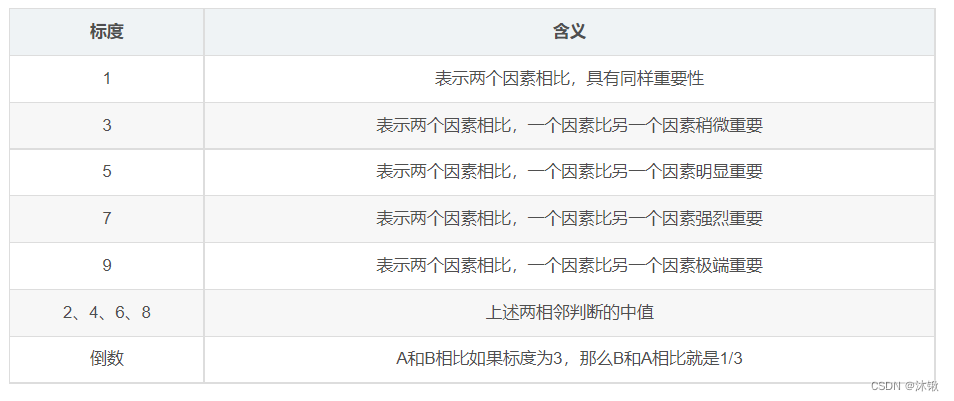 标度 含义
1 表示两个因素相比，具有同样重要性
3 表示两个因素相比，一个因素比另一个因素稍微重要
5 表示两个因素相比，一个因素比另一个因素明显重要
7 表示两个因素相比，一个因素比另一个因素强烈重要
9 表示两个因素相比，一个因素比另一个因素极端重要
2、4、6、8 上述两相邻判断的中值
倒数 A和B相比如果标度为3，那么B和A相比就是1/3
CSDN @沐锹